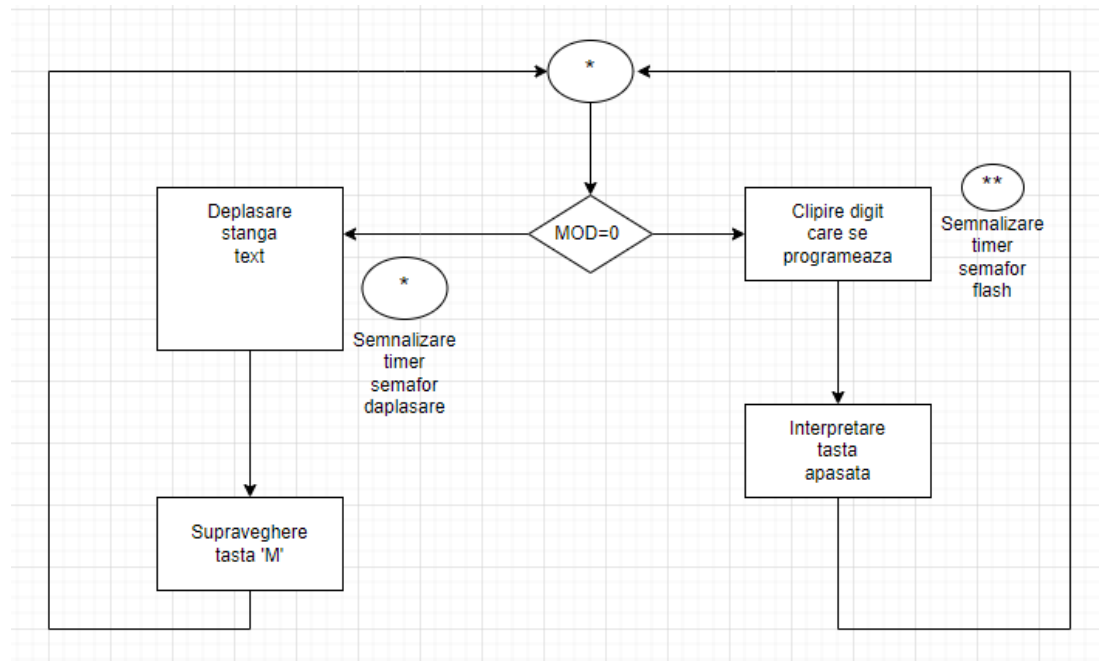 *
MOD=0
Deplasare
stanga
text
*
Semnalizare
timer
semafor
daplasare
Supraveghere
tasta 'M'
Clipire digit
care se
programeaza
**
Semnalizare
timer
semafor
flash
Interpretare
tasta
apasata